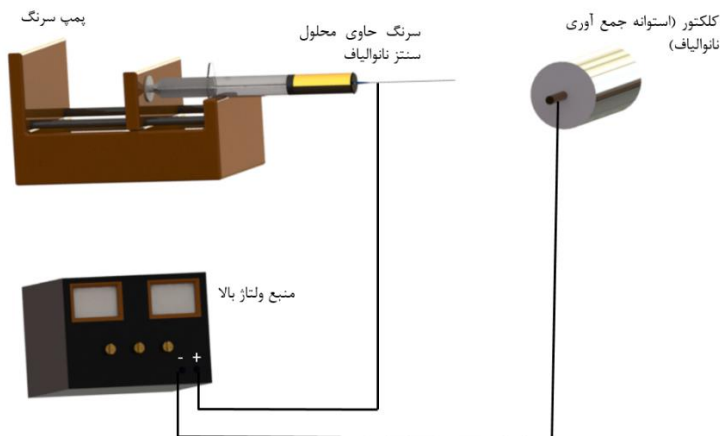 پمپ سرنگ
سرنگ حاوی محلول
سنتز نانوالیاف
کلکتور (استوانه جمع آوری
نانوالیاف)
منبع ولتاژ بالا
- +